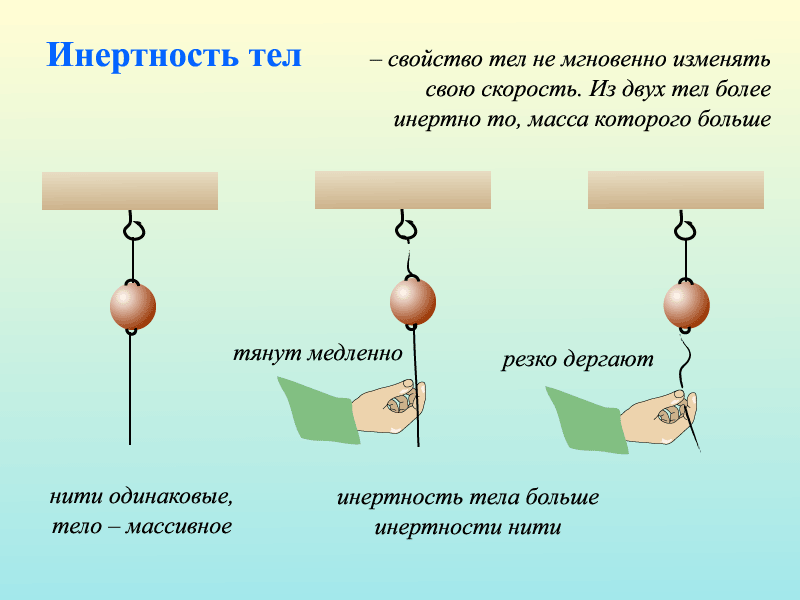 Инертность тел
– свойство тел не мгновенно изменять
свою скорость. Из двух тел более
инертно то, масса которого больше
тянут медленно
резко дергают
нити одинаковые,
тело – массивное
инертность тела больше
инертности нити